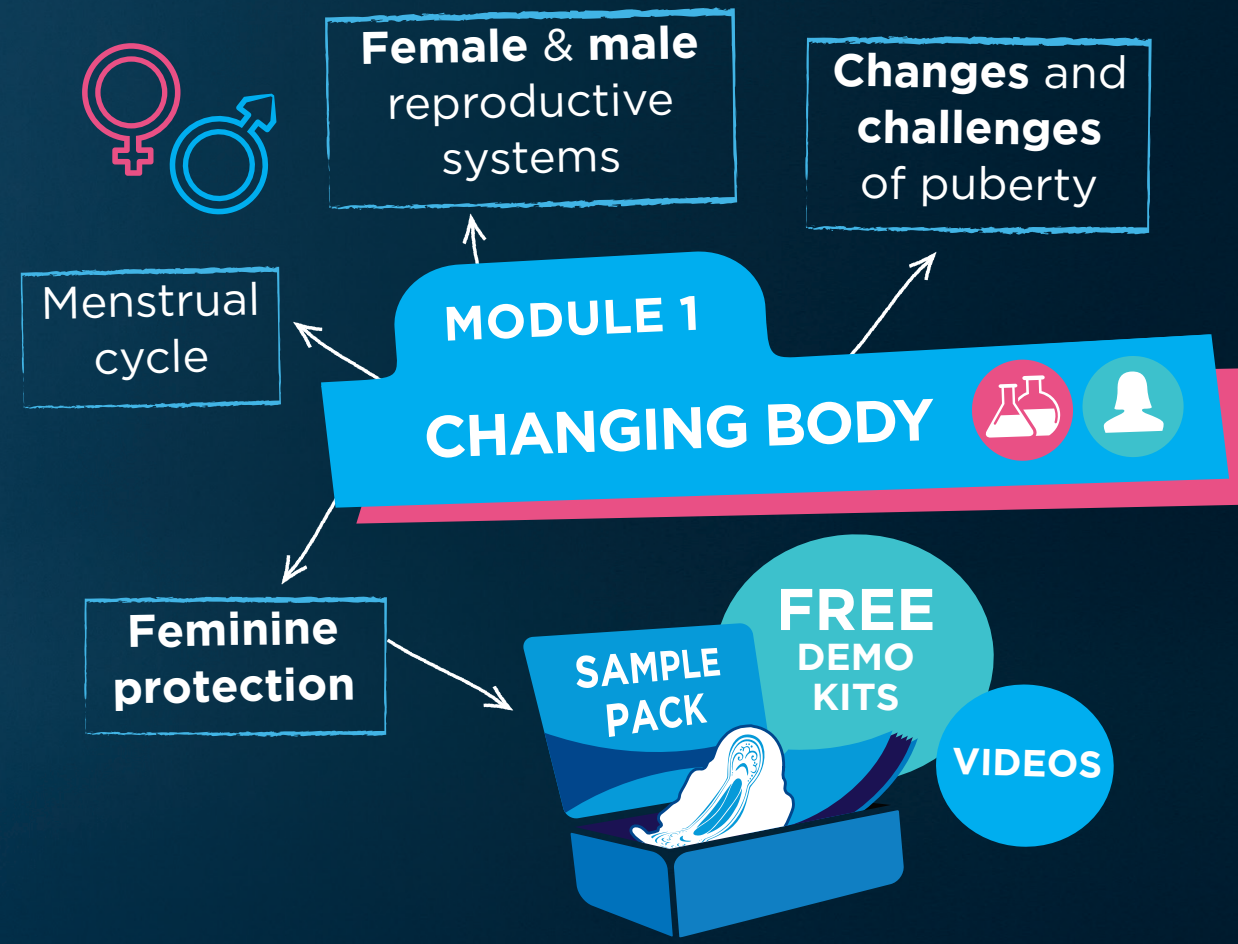 Female & male
reproductive
systems
Changes and
challenges
of puberty
Menstrual
cycle
MODULE 1
CHANGING BODY
Feminine
protection
SAMPLE
PACK
FREE
DEMO
KITS
VIDEOS